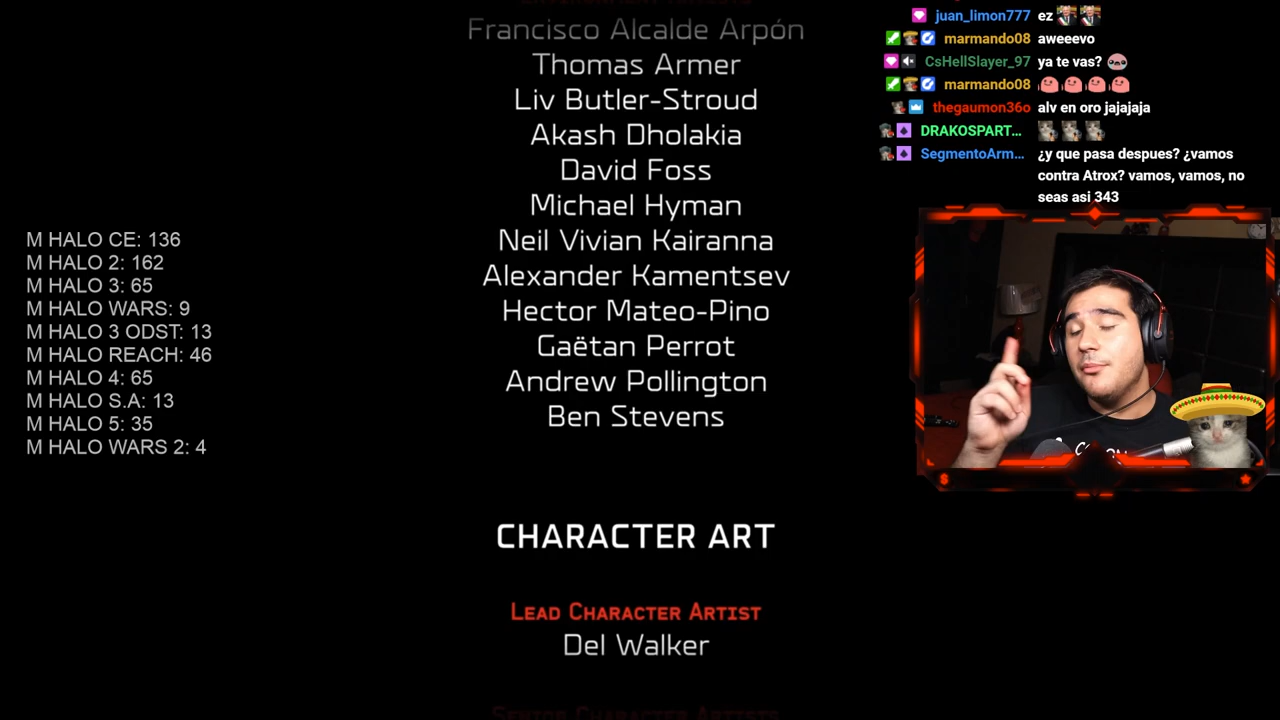 Francisco Alcalde Arpón
Thomas Armer
Liv Butler-Stroud
Akash Dholakia
David Foss
Michael Hyman
Neil Vivian Kairanna
Alexander Kamentsev
Hector Mateo-Pino
Gaëtan Perrot
Andrew Pollington
Ben Stevens
CHARACTER ART
LEAD CHARACTER ARTIST
Del Walker
SENIOR CHARACTER ARTISTS
M HALO CE: 136
M HALO 2: 162
M HALO 3: 65
M HALO WARS: 9
M HALO 3 ODST: 13
M HALO REACH: 46
M HALO 4: 65
M HALO S.A: 13
M HALO 5: 35
M HALO WARS 2: 4
juan_limon777 ez
marmando08 aweeevo
CsHellSlayer_97 ya te vas?
marmando08
thegaumon36o alv en oro jajajaja
DRAKOSPART...
SegmentoArm... ¿y que pasa despues? ¿vamos
contra Atrox? vamos, vamos, no
seas asi 343